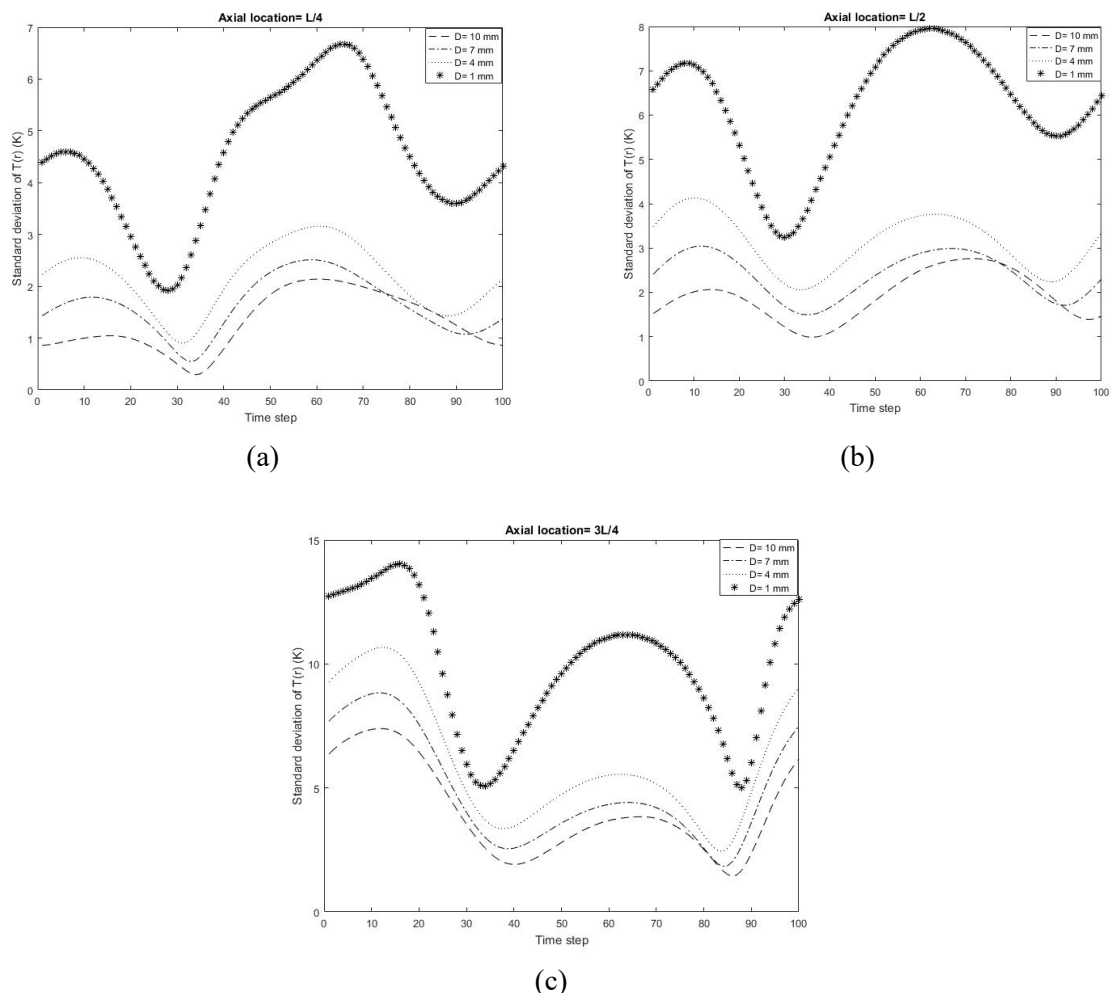 Axial location= L/4
7
6
5
4
3
2
1
0
Standard deviation of T(r) (K)
0 10 20 30 40 50 60 70 80 90 100
Time step
D= 10 mm
D= 7 mm
D= 4 mm
D= 1 mm
(a)
Axial location= L/2
8
7
6
5
4
3
2
1
0
Standard deviation of T(r) (K)
0 10 20 30 40 50 60 70 80 90 100
Time step
D= 10 mm
D= 7 mm
D= 4 mm
D= 1 mm
(b)
Axial location= 3L/4
15
10
5
0
Standard deviation of T(r) (K)
0 10 20 30 40 50 60 70 80 90 100
Time step
D= 10 mm
D= 7 mm
D= 4 mm
D= 1 mm
(c)